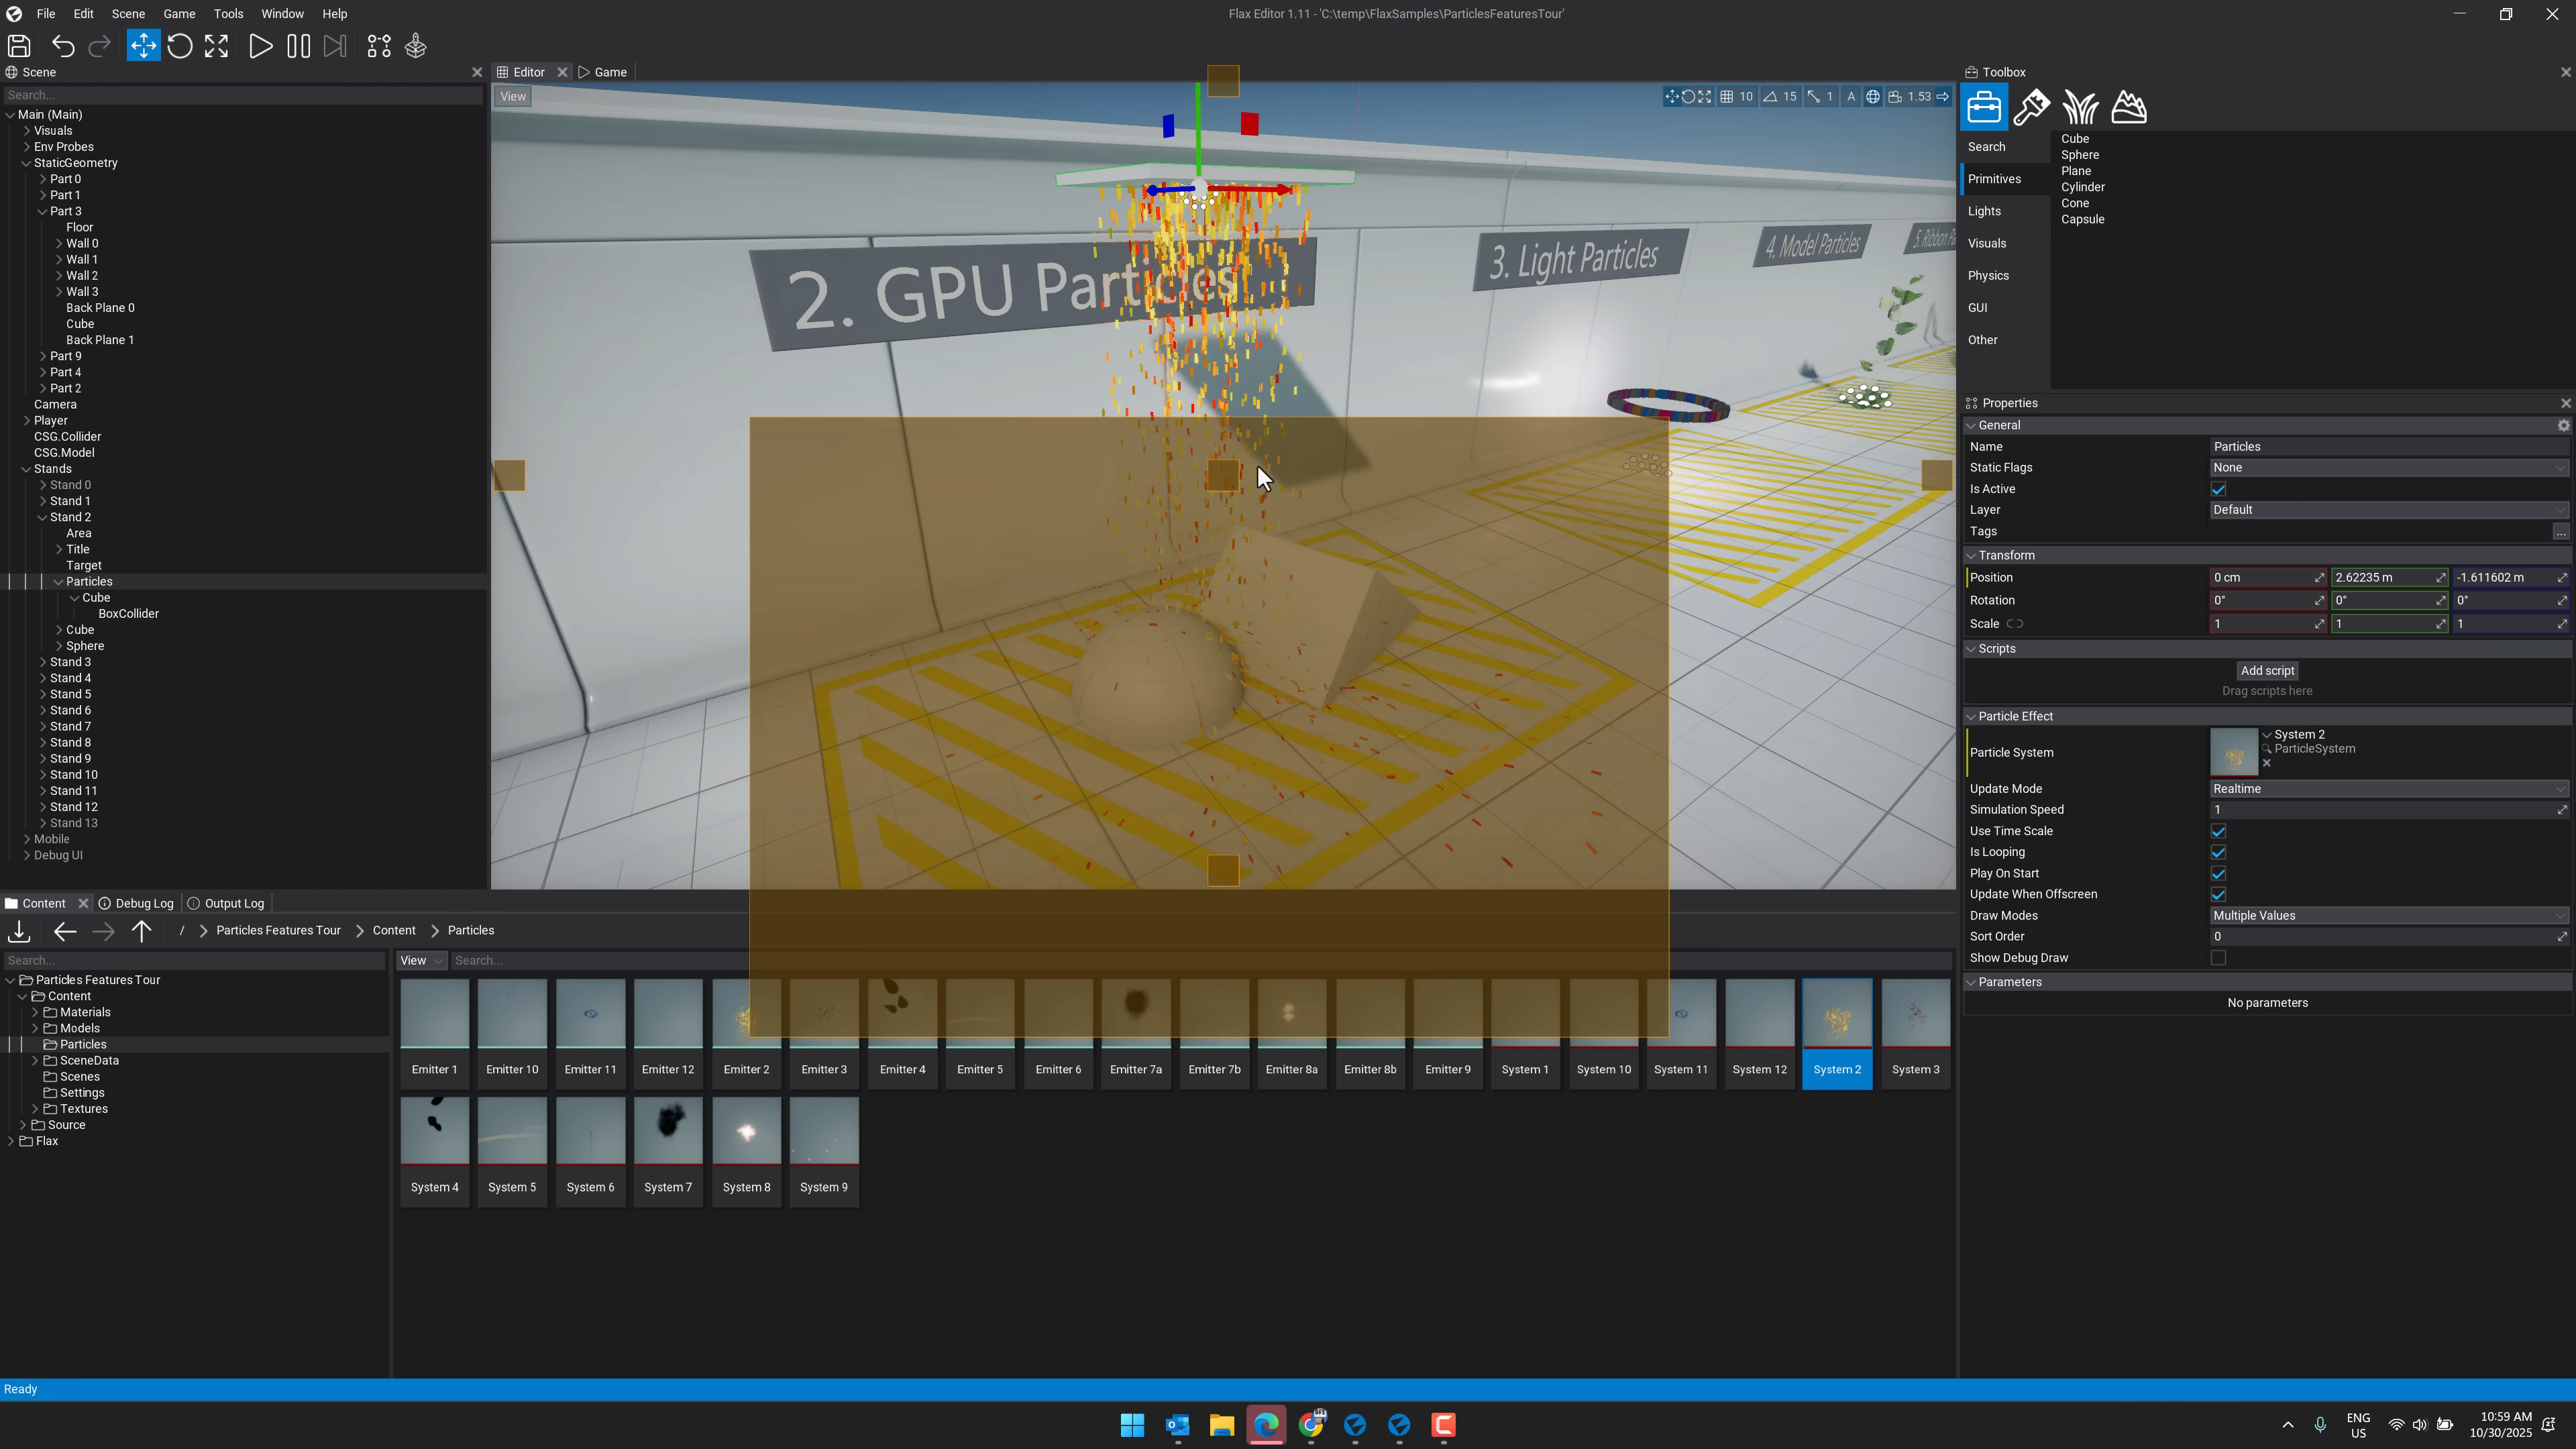 File Edit Scene Game Tools Window Help
Flax Editor 1.11 - 'C:\temp\FlaxSamples\ParticlesFeaturesTour'
Scene
Search...
Main (Main)
Visuals
Env Probes
StaticGeometry
Part 0
Part 1
Part 3
Floor
Wall 0
Wall 1
Wall 2
Wall 3
Back Plane 0
Cube
Back Plane 1
Part 9
Part 4
Part 2
Camera
Player
CSG.Collider
CSG.Model
Stands
Stand 0
Stand 1
Stand 2
Area
Title
Target
Particles
Cube
BoxCollider
Cube
Sphere
Stand 3
Stand 4
Stand 5
Stand 6
Stand 7
Stand 8
Stand 9
Stand 10
Stand 11
Stand 12
Stand 13
Mobile
Debug UI
Editor Game
View
10 15 1 A 1.53
2. GPU Particles
3. Light Particles
4. Model Particles
5. Ribbon
Toolbox
Search
Primitives
Lights
Visuals
Physics
GUI
Other
Cube
Sphere
Plane
Cylinder
Cone
Capsule
Properties
General
Name Particles
Static Flags None
Is Active
Layer Default
Tags ...
Transform
Position 0 cm 2.62235 m -1.611602 m
Rotation 0° 0° 0°
Scale 1 1 1
Scripts
Add script
Drag scripts here
Particle Effect
Particle System System 2
ParticleSystem
Update Mode Realtime
Simulation Speed 1
Use Time Scale
Is Looping
Play On Start
Update When Offscreen
Draw Modes Multiple Values
Sort Order 0
Show Debug Draw
Parameters
No parameters
Content Debug Log Output Log
/ Particles Features Tour Content Particles
Search...
Particles Features Tour
Content
Materials
Models
Particles
SceneData
Scenes
Settings
Textures
Source
Flax
View Search...
Emitter 1 Emitter 10 Emitter 11 Emitter 12 Emitter 2 Emitter 3 Emitter 4 Emitter 5 Emitter 6 Emitter 7a Emitter 7b Emitter 8a Emitter 8b Emitter 9 System 1 System 10 System 11 System 12 System 2 System 3
System 4 System 5 System 6 System 7 System 8 System 9
Ready
ENG
US
10:59 AM
10/30/2025